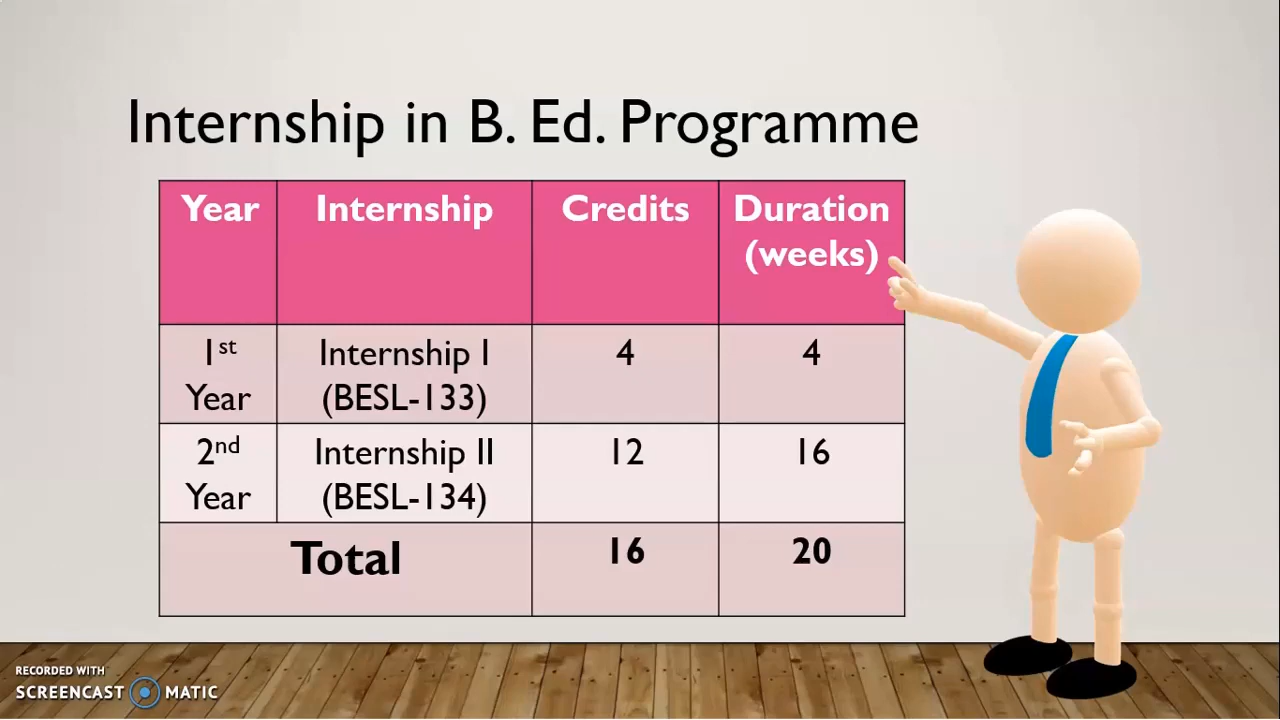 Internship in B. Ed. Programme
Year Internship Credits Duration
(weeks)
1st Internship I 4 4
Year (BESL-133)
2nd Internship II 12 16
Year (BESL-134)
Total 16 20
RECORDED WITH
SCREENCAST MATIC